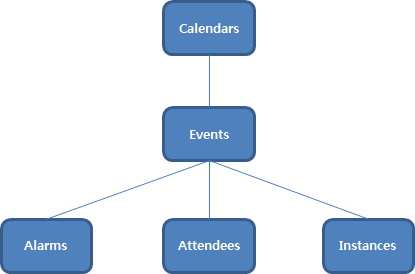 Calendars
Events
Alarms
Attendees
Instances